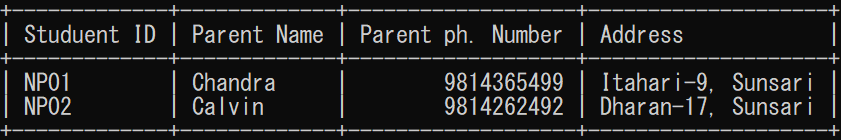 Studuent ID | Parent Name | Parent ph. Number | Address
NP01 | Chandra | 9814365499 | Itahari-9, Sunsari
NP02 | Calvin | 9814262492 | Dharan-17, Sunsari